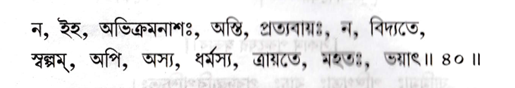 ন, ইহ, অভিক্রমনাশঃ, অস্তি, প্রত্যবায়ঃ, ন, বিদ্যতে,
স্বল্পম্, অপি, অস্য, ধর্মস্য, ত্রায়তে, মহতঃ, ভয়াৎ॥ ৪০॥